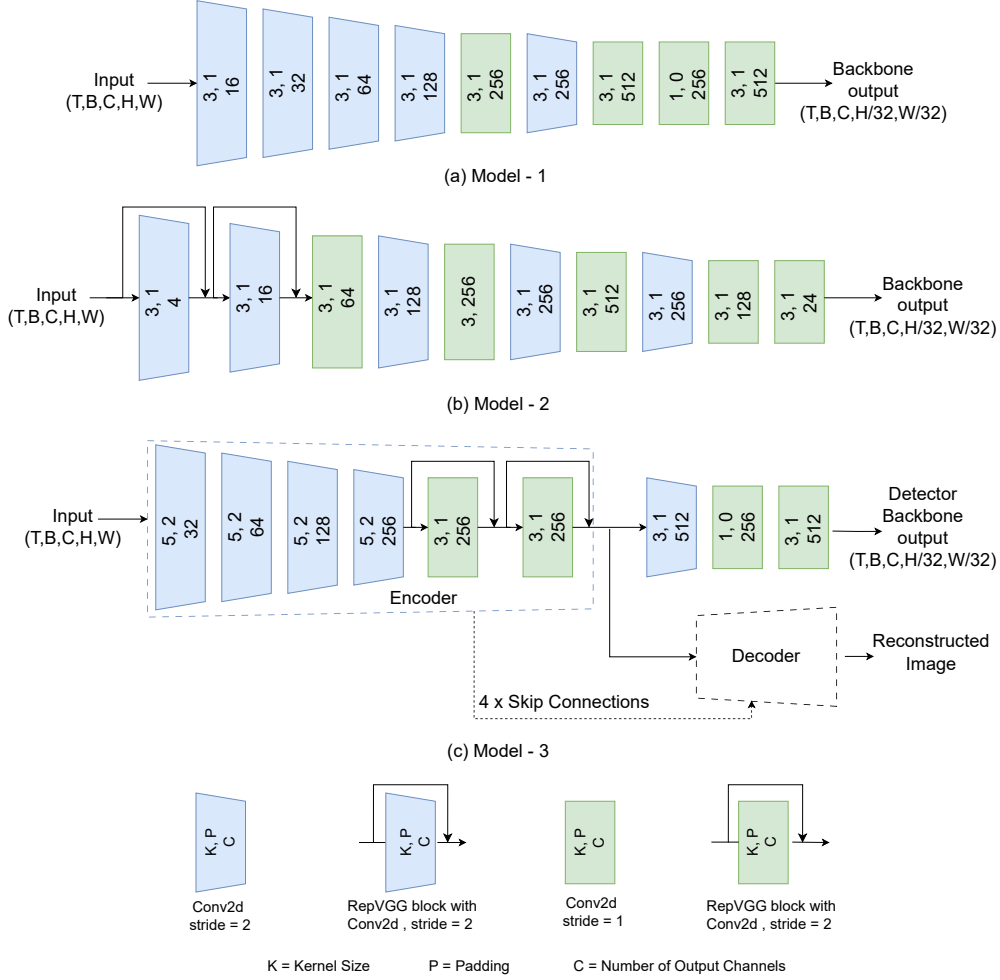 Input
(T,B,C,H,W)
3, 1
16
3, 1
32
3, 1
64
3, 1
128
3, 1
256
3, 1
256
3, 1
512
1, 0
256
3, 1
512
Backbone
output
(T,B,C,H/32,W/32)
(a) Model - 1
Input
(T,B,C,H,W)
3, 1
4
3, 1
16
3, 1
64
3, 1
128
3, 256
3, 1
256
3, 1
512
3, 1
256
3, 1
128
3, 1
24
Backbone
output
(T,B,C,H/32,W/32)
(b) Model - 2
Input
(T,B,C,H,W)
5, 2
32
5, 2
64
5, 2
128
5, 2
256
3, 1
256
3, 1
256
Encoder
3, 1
512
1, 0
256
3, 1
512
Detector
Backbone
output
(T,B,C,H/32,W/32)
Decoder
Reconstructed
Image
4 x Skip Connections
(c) Model - 3
K, P
C
K, P
C
K, P
C
K, P
C
Conv2d
stride = 2
RepVGG block with
Conv2d , stride = 2
Conv2d
stride = 1
RepVGG block with
Conv2d , stride = 2
K = Kernel Size
P = Padding
C = Number of Output Channels